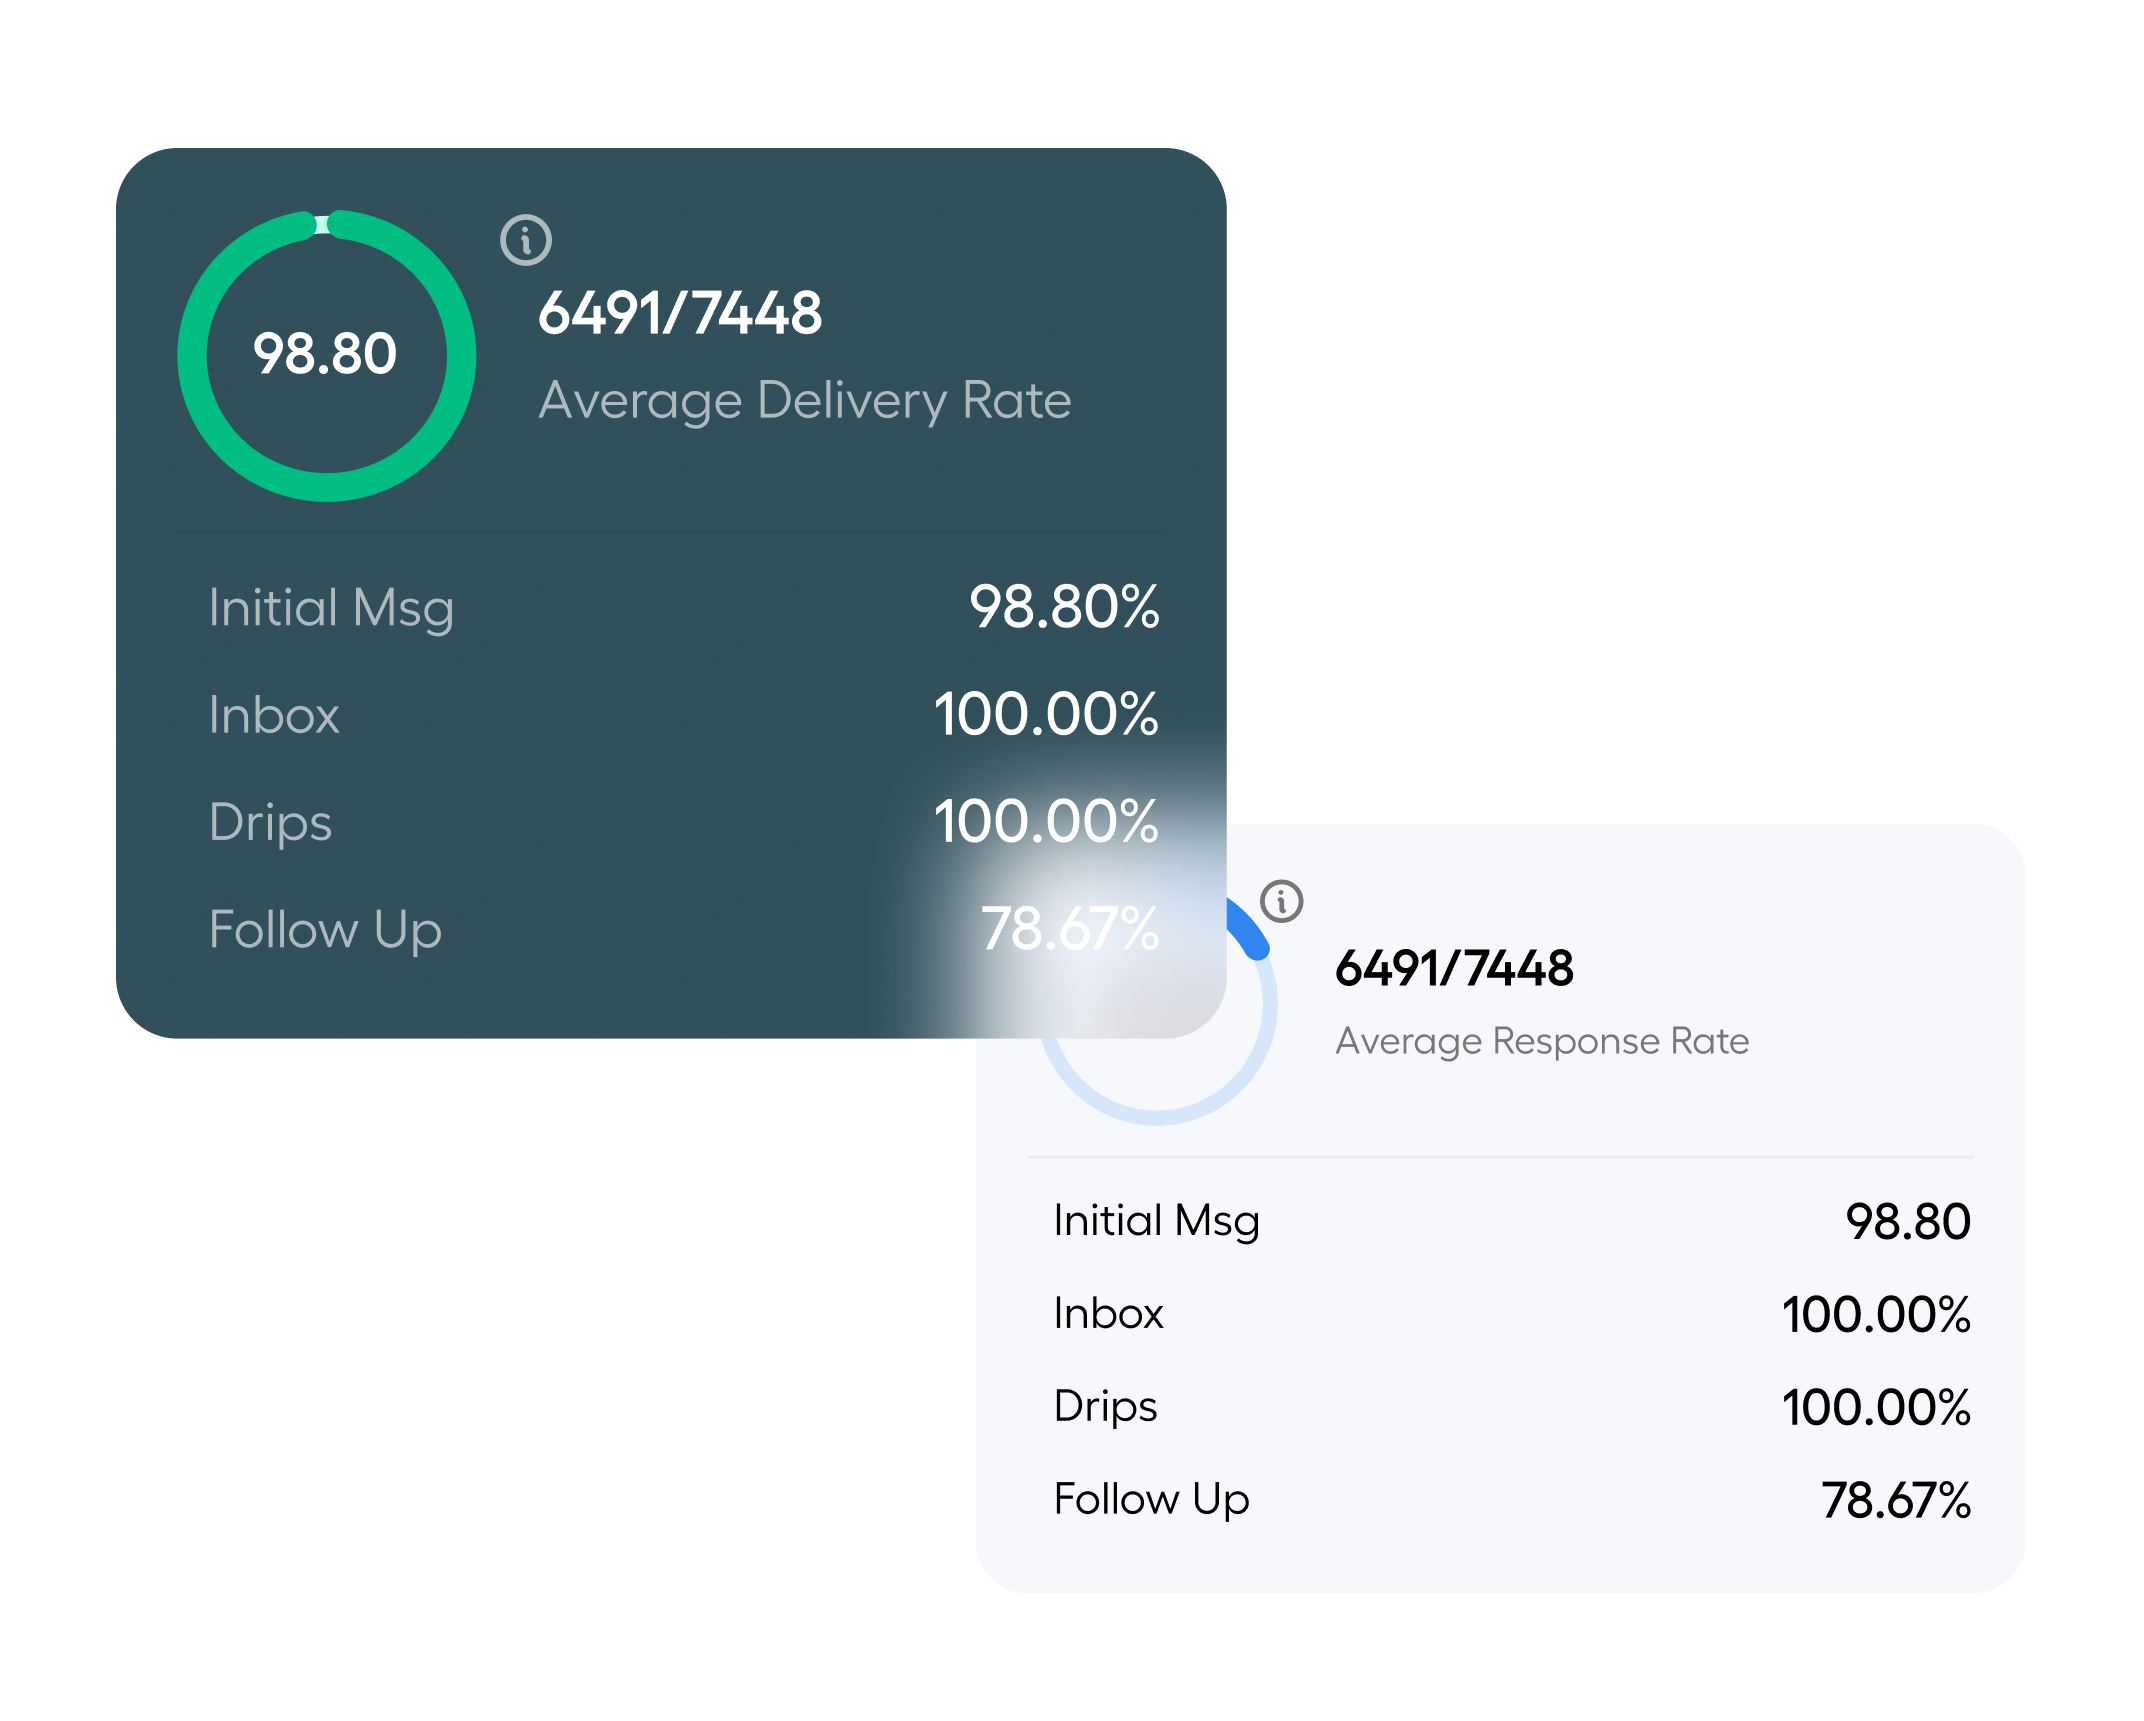 98.80
6491/7448
Average Delivery Rate
Initial Msg 98.80%
Inbox 100.00%
Drips 100.00%
Follow Up 78.67%
6491/7448
Average Response Rate
Initial Msg 98.80
Inbox 100.00%
Drips 100.00%
Follow Up 78.67%